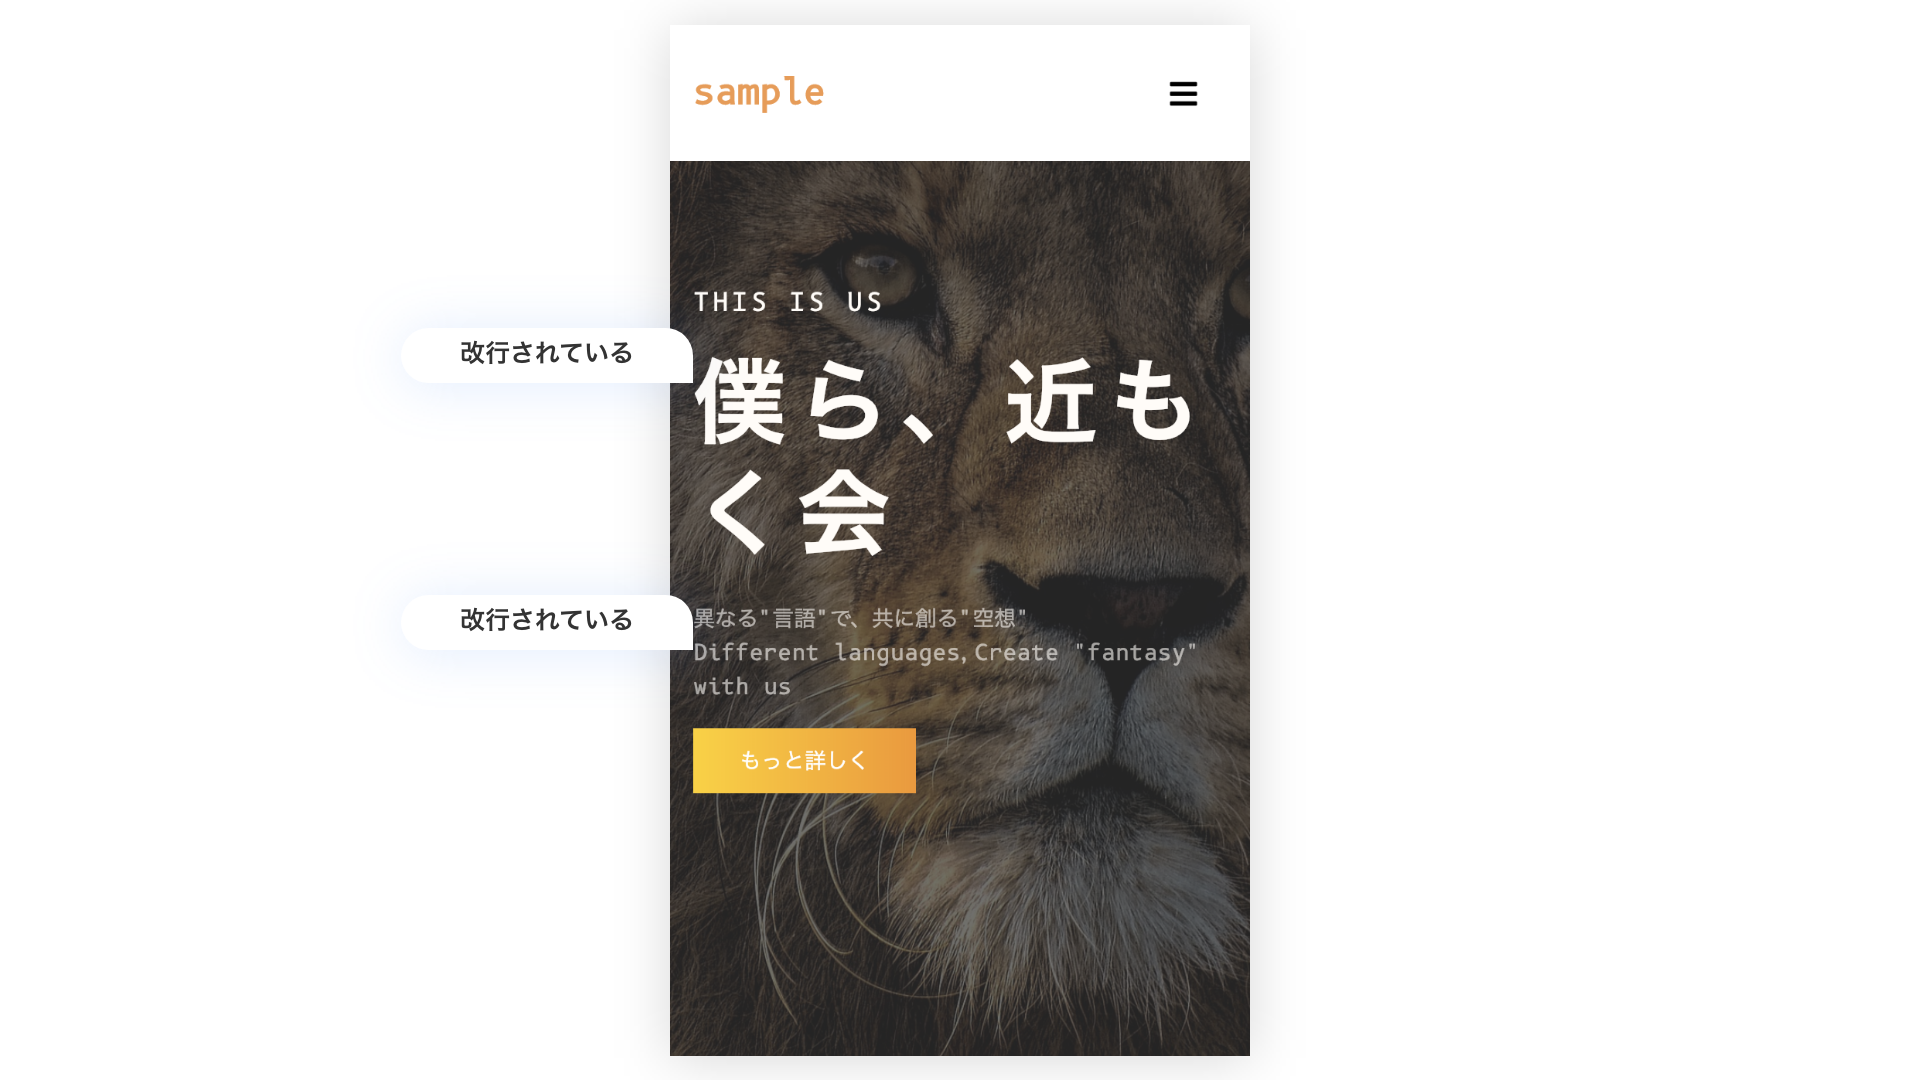 sample
THIS IS US
改行されている
僕ら、近も
く会
改行されている
異なる"言語"で、共に創る"空想"
Different languages, Create "fantasy"
with us
もっと詳しく